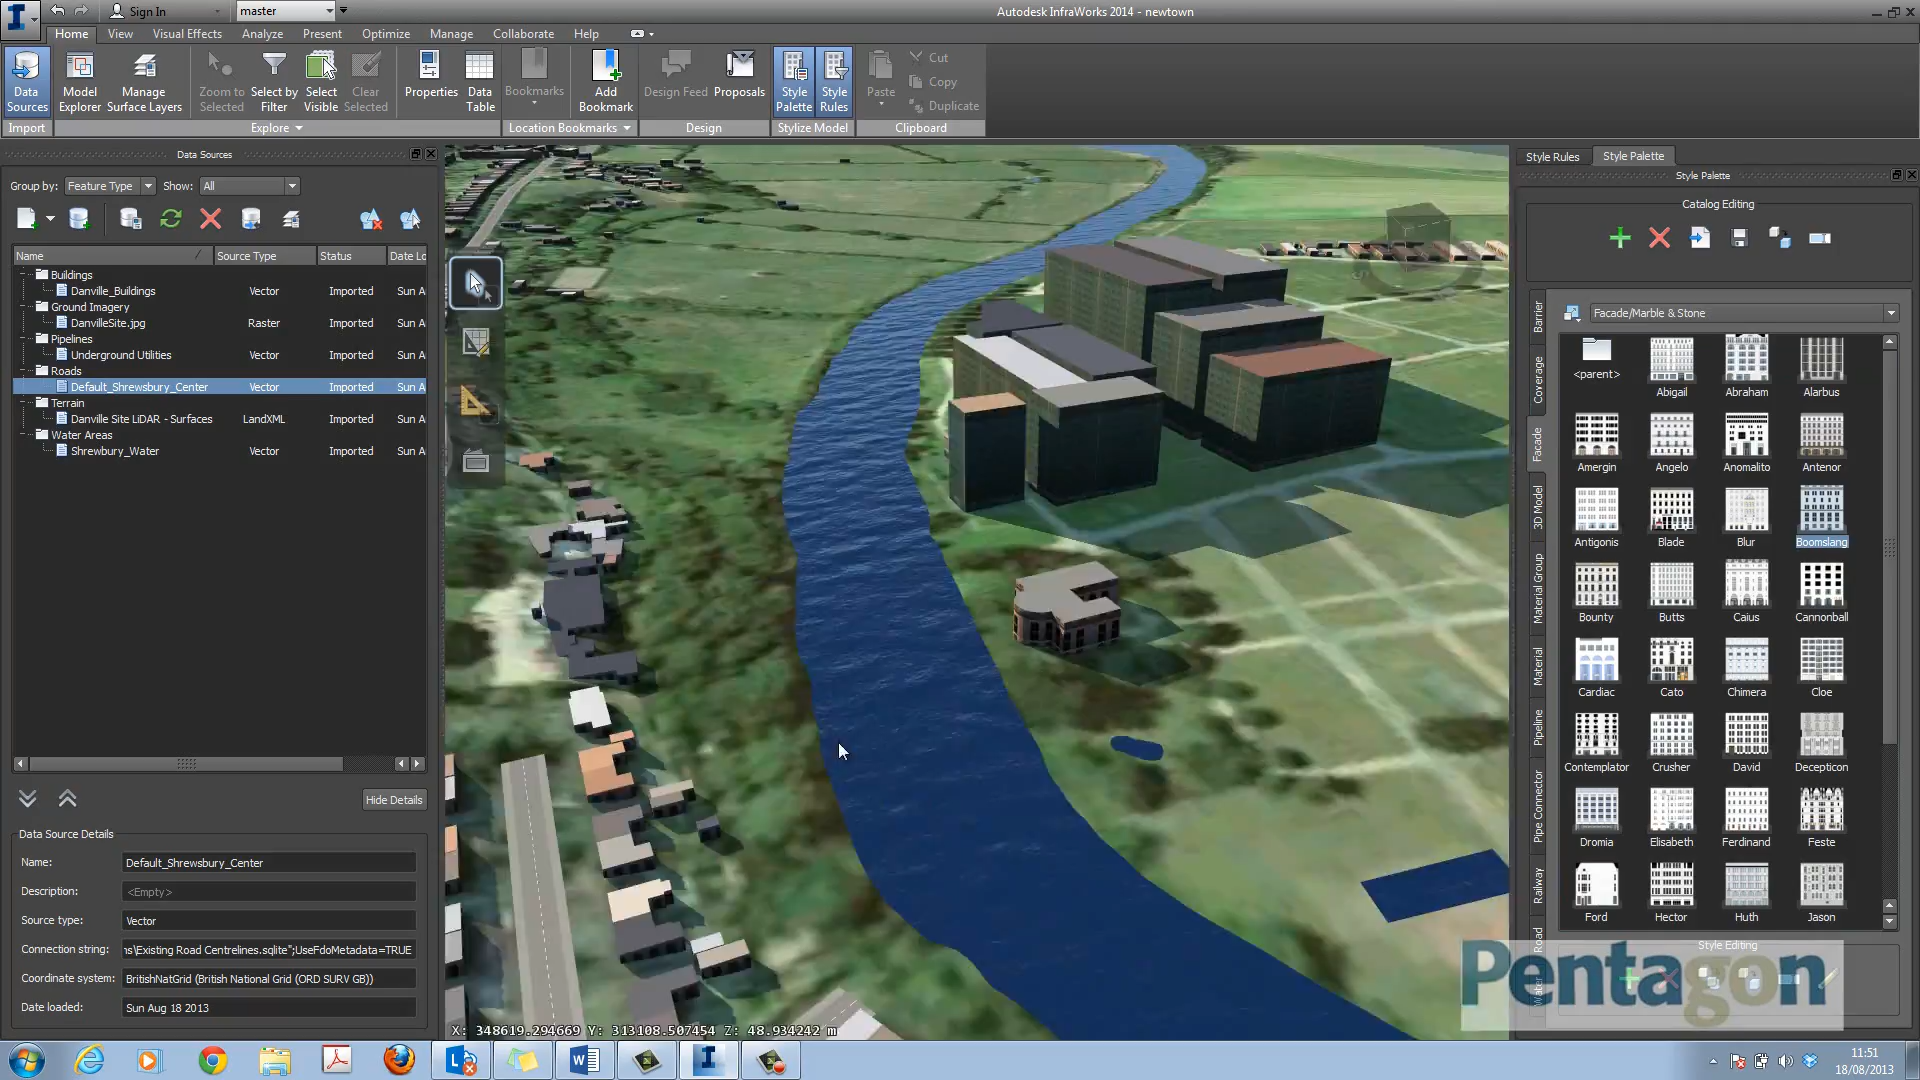 Sign In
master
Autodesk InfraWorks 2014 - newtown
Home View Visual Effects Analyze Present Optimize Manage Collaborate Help
Data Sources
Model Explorer
Manage Surface Layers
Zoom to Selected
Select by Filter
Select Visible
Clear Selected
Properties
Data Table
Bookmarks
Add Bookmark
Design Feed
Proposals
Style Palette
Style Rules
Paste
Cut
Copy
Duplicate
Import
Explore
Location Bookmarks
Design
Stylize Model
Clipboard
Data Sources
Group by: Feature Type Show: All
Name Source Type Status Date Lo
Buildings
Danville_Buildings Vector Imported Sun A
Ground Imagery
DanvilleSite.jpg Raster Imported Sun A
Pipelines
Underground Utilities Vector Imported Sun A
Roads
Default_Shrewsbury_Center Vector Imported Sun A
Terrain
Danville Site LiDAR - Surfaces LandXML Imported Sun A
Water Areas
Shrewbury_Water Vector Imported Sun A
Hide Details
Data Source Details
Name: Default_Shrewsbury_Center
Description: <Empty>
Source type: Vector
Connection string: ns\Existing Road Centrelines.sqlite";UseFdoMetadata=TRUE
Coordinate system: BritishNatGrid (British National Grid (ORD SURV GB))
Date loaded: Sun Aug 18 2013
X: 348619.294669 Y: 313108.507454 Z: 48.934242 m
Style Rules Style Palette
Style Palette
Catalog Editing
Facade/Marble & Stone
Barrier
Coverage
Facade
3D Model
Material Group
Material
Pipeline
Pipe Connector
Railway
Road
Water
<parent> Abigail Abraham Alarbus
Amergin Angelo Anomalito Antenor
Antigonis Blade Blur Boomslang
Bounty Butts Caius Cannonball
Cardiac Cato Chimera Cloe
Contemplator Crusher David Decepticon
Dromia Elisabeth Ferdinand Feste
Ford Hector Huth Jason
Style Editing
Pentagon
11:51
18/08/2013